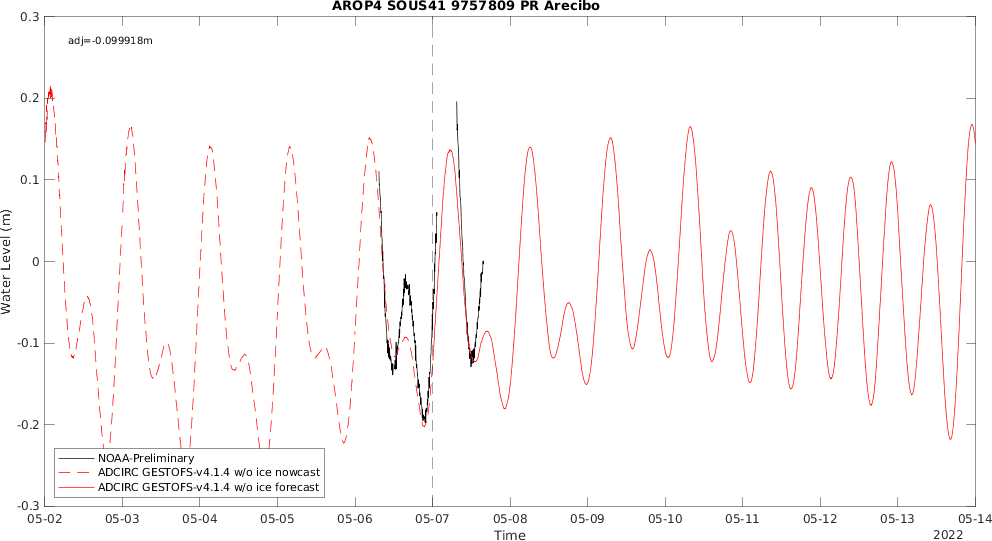 AROP4 SOUS41 9757809 PR Arecibo
adj=-0.099918m
0.3
0.2
0.1
0
-0.1
-0.2
-0.3
Water Level (m)
NOAA-Preliminary
ADCIRC GESTOFS-v4.1.4 w/o ice nowcast
ADCIRC GESTOFS-v4.1.4 w/o ice forecast
05-02 05-03 05-04 05-05 05-06 05-07 05-08 05-09 05-10 05-11 05-12 05-13 05-14
Time
2022